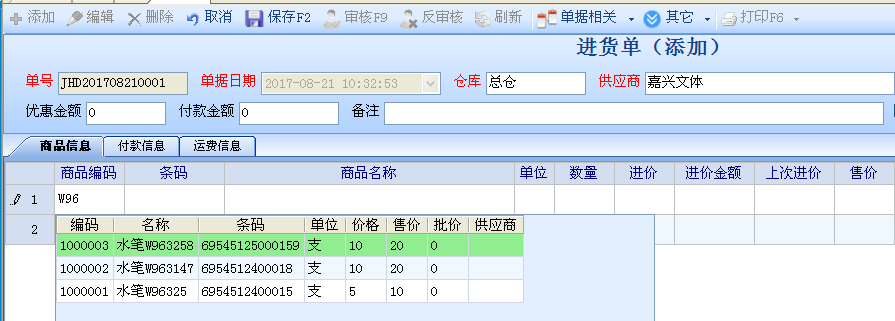 添加 编辑 删除 取消 保存F2 审核F9 反审核 刷新 单据相关 其它 打印F6
进货单（添加）
单号 JHD201708210001 单据日期 2017-08-21 10:32:53 仓库 总仓 供应商 嘉兴文体
优惠金额 0 付款金额 0 备注
商品信息 付款信息 运费信息
商品编码 条码 商品名称 单位 数量 进价 进价金额 上次进价 售价
1 W96
2
编码 名称 条码 单位 价格 售价 批价 供应商
1000003 水笔W963258 69545125000159 支 10 20 0
1000002 水笔W963147 6954512400018 支 10 20 0
1000001 水笔W96325 6954512400015 支 5 10 0